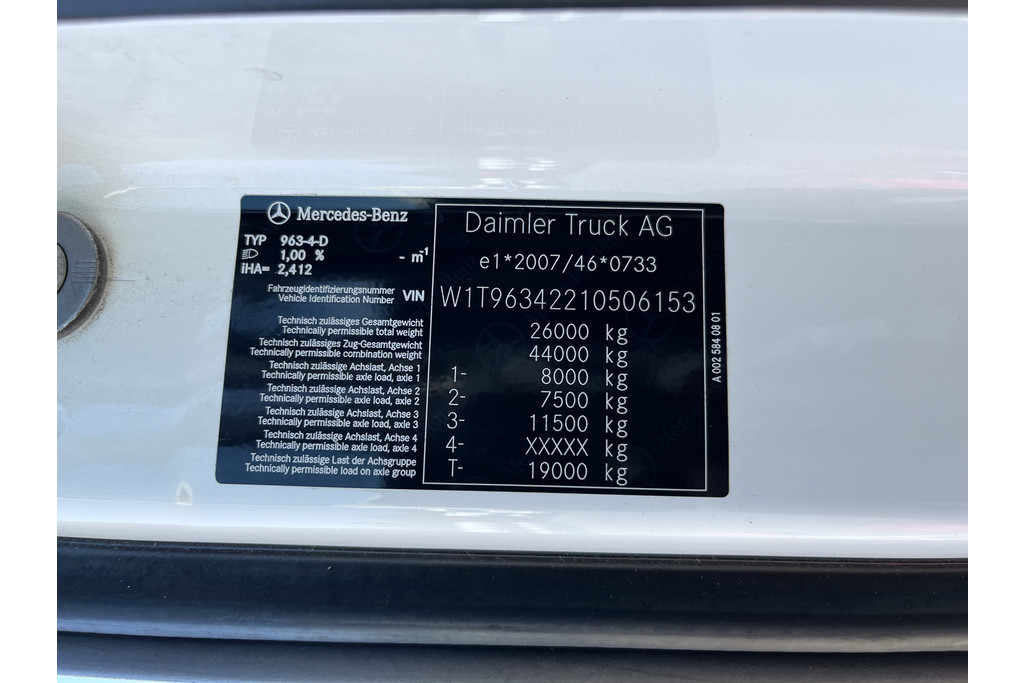 Mercedes-Benz
TYP 963-4-D
1,00 % - m⁻¹
iHA= 2,412
Fahrzeugidentifizierungsnummer
Vehicle Identification Number VIN
Technisch zulässiges Gesamtgewicht
Technically permissible total weight
Technisch zulässiges Zug-Gesamtgewicht
Technically permissible combination weight
Technisch zulässige Achslast, Achse 1
Technically permissible axle load, axle 1
Technisch zulässige Achslast, Achse 2
Technically permissible axle load, axle 2
Technisch zulässige Achslast, Achse 3
Technically permissible axle load, axle 3
Technisch zulässige Achslast, Achse 4
Technically permissible axle load, axle 4
Technisch zulässige Last der Achsgruppe
Technically permissible load on axle group
Daimler Truck AG
e1*2007/46*0733
W1T96342210506153
26000 kg
44000 kg
1- 8000 kg
2- 7500 kg
3- 11500 kg
4- XXXXX kg
T- 19000 kg
A 002 584 08 01